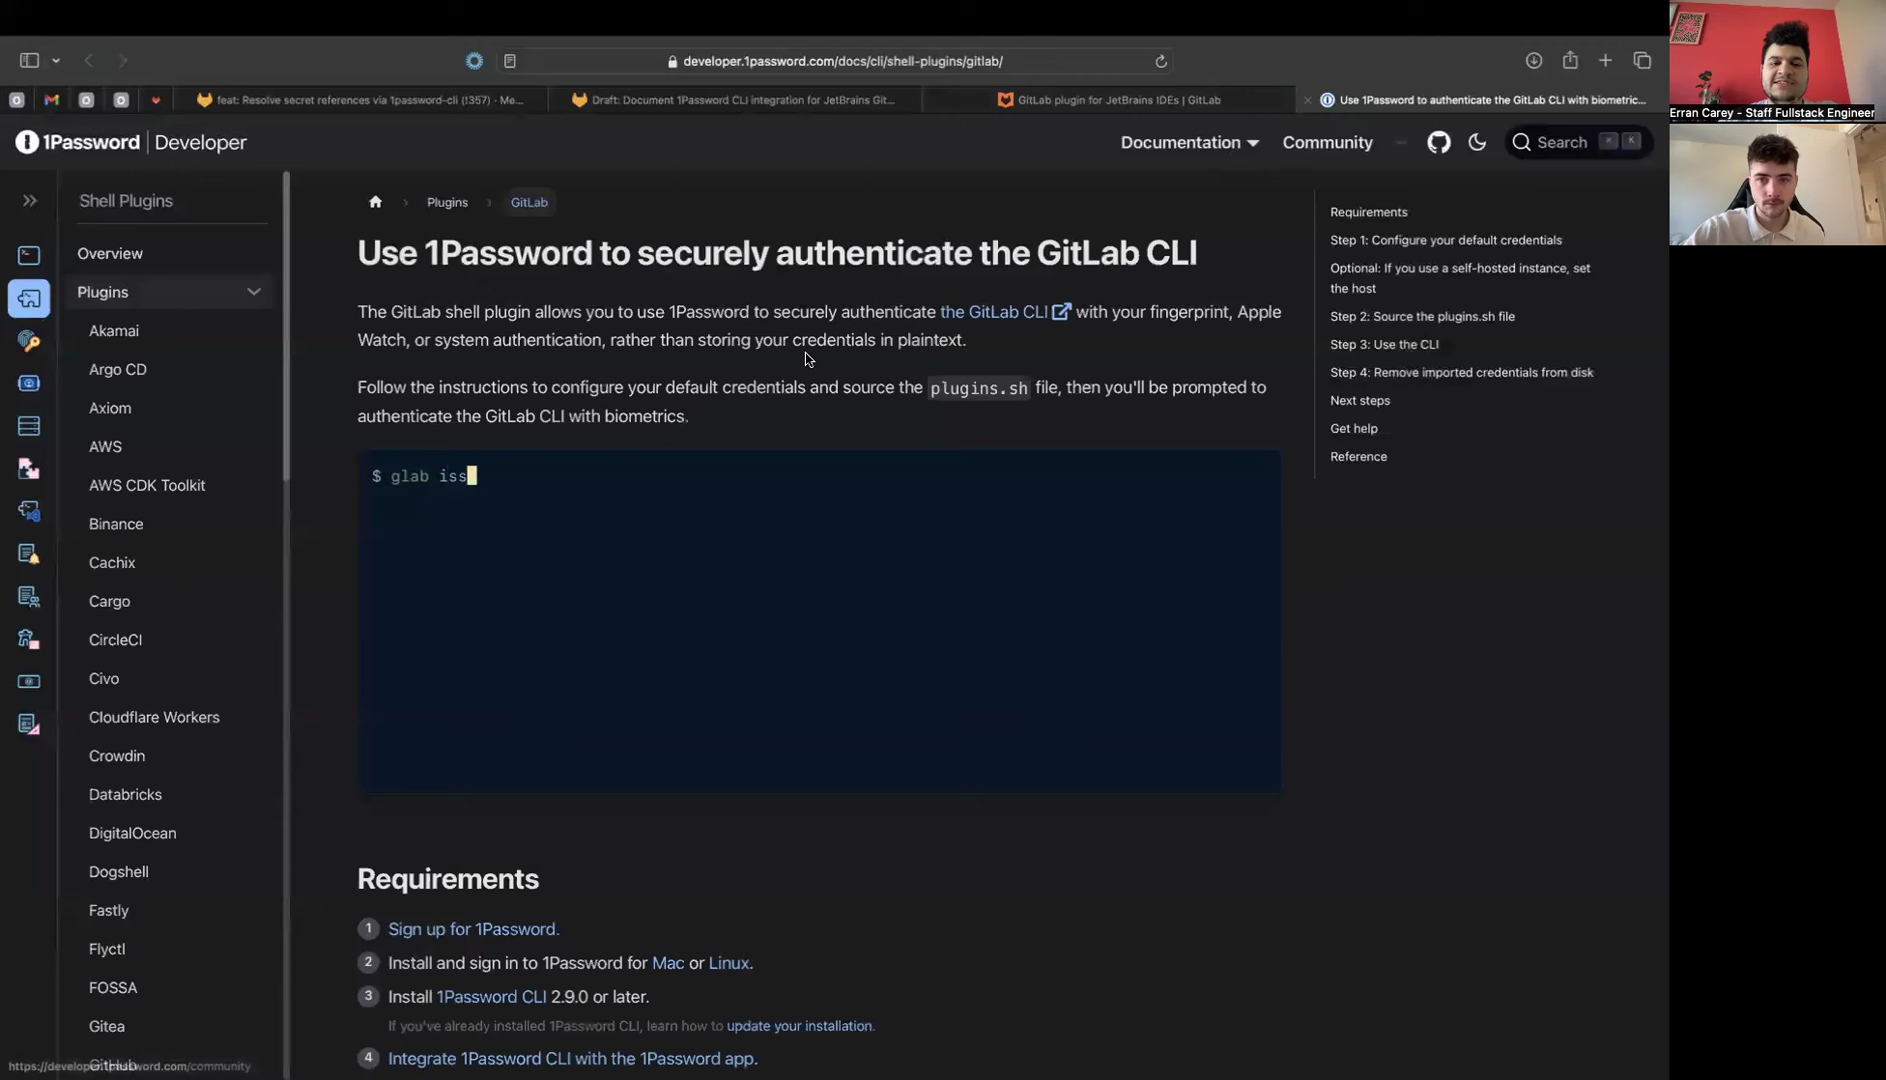 developer.1password.com/docs/cli/shell-plugins/gitlab/
feat: Resolve secret references via 1password-cli (!357) · Me...
Draft: Document 1Password CLI integration for JetBrains Git...
GitLab plugin for JetBrains IDEs | GitLab
Use 1Password to authenticate the GitLab CLI with biometric...
Erran Carey - Staff Fullstack Engineer
1Password | Developer
Documentation
Community
Search
K
Shell Plugins
Overview
Plugins
Akamai
Argo CD
Axiom
AWS
AWS CDK Toolkit
Binance
Cachix
Cargo
CircleCI
Civo
Cloudflare Workers
Crowdin
Databricks
DigitalOcean
Dogshell
Fastly
Flyctl
FOSSA
Gitea
GitHub
Plugins
GitLab
Use 1Password to securely authenticate the GitLab CLI
The GitLab shell plugin allows you to use 1Password to securely authenticate the GitLab CLI with your fingerprint, Apple
Watch, or system authentication, rather than storing your credentials in plaintext.
Follow the instructions to configure your default credentials and source the plugins.sh file, then you'll be prompted to
authenticate the GitLab CLI with biometrics.
$ glab iss
Requirements
1 Sign up for 1Password.
2 Install and sign in to 1Password for Mac or Linux.
3 Install 1Password CLI 2.9.0 or later.
If you've already installed 1Password CLI, learn how to update your installation.
4 Integrate 1Password CLI with the 1Password app.
Requirements
Step 1: Configure your default credentials
Optional: If you use a self-hosted instance, set
the host
Step 2: Source the plugins.sh file
Step 3: Use the CLI
Step 4: Remove imported credentials from disk
Next steps
Get help
Reference
https://developer.1password.com/community